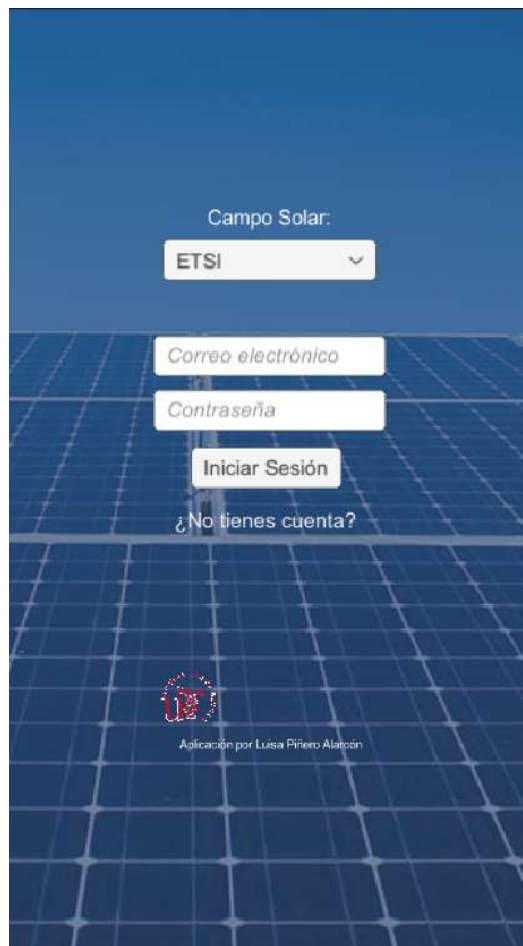 Campo Solar:
ETSI
Correo electrónico
Contraseña
Iniciar Sesión
¿No tienes cuenta?
Aplicación por Luisa Piñero Alarcón